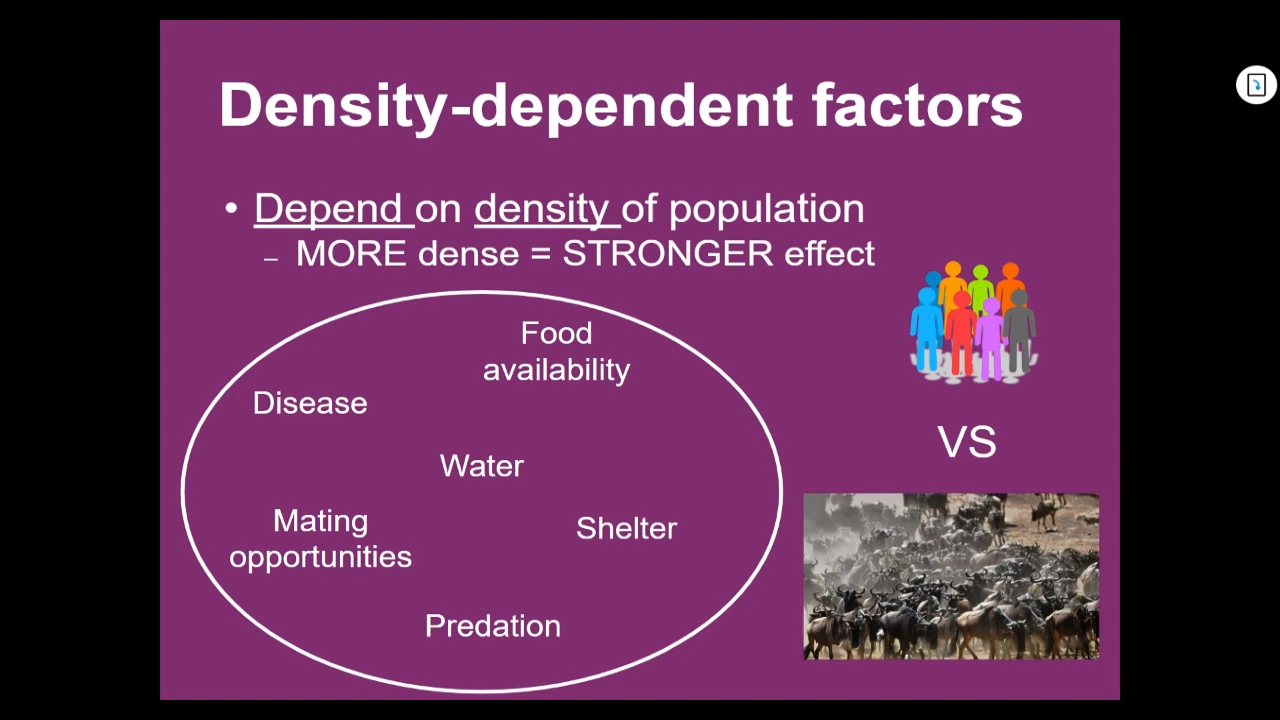 Density-dependent factors
• Depend on density of population
– MORE dense = STRONGER effect
Food
availability
Disease
Water
Mating
opportunities
Shelter
Predation
VS